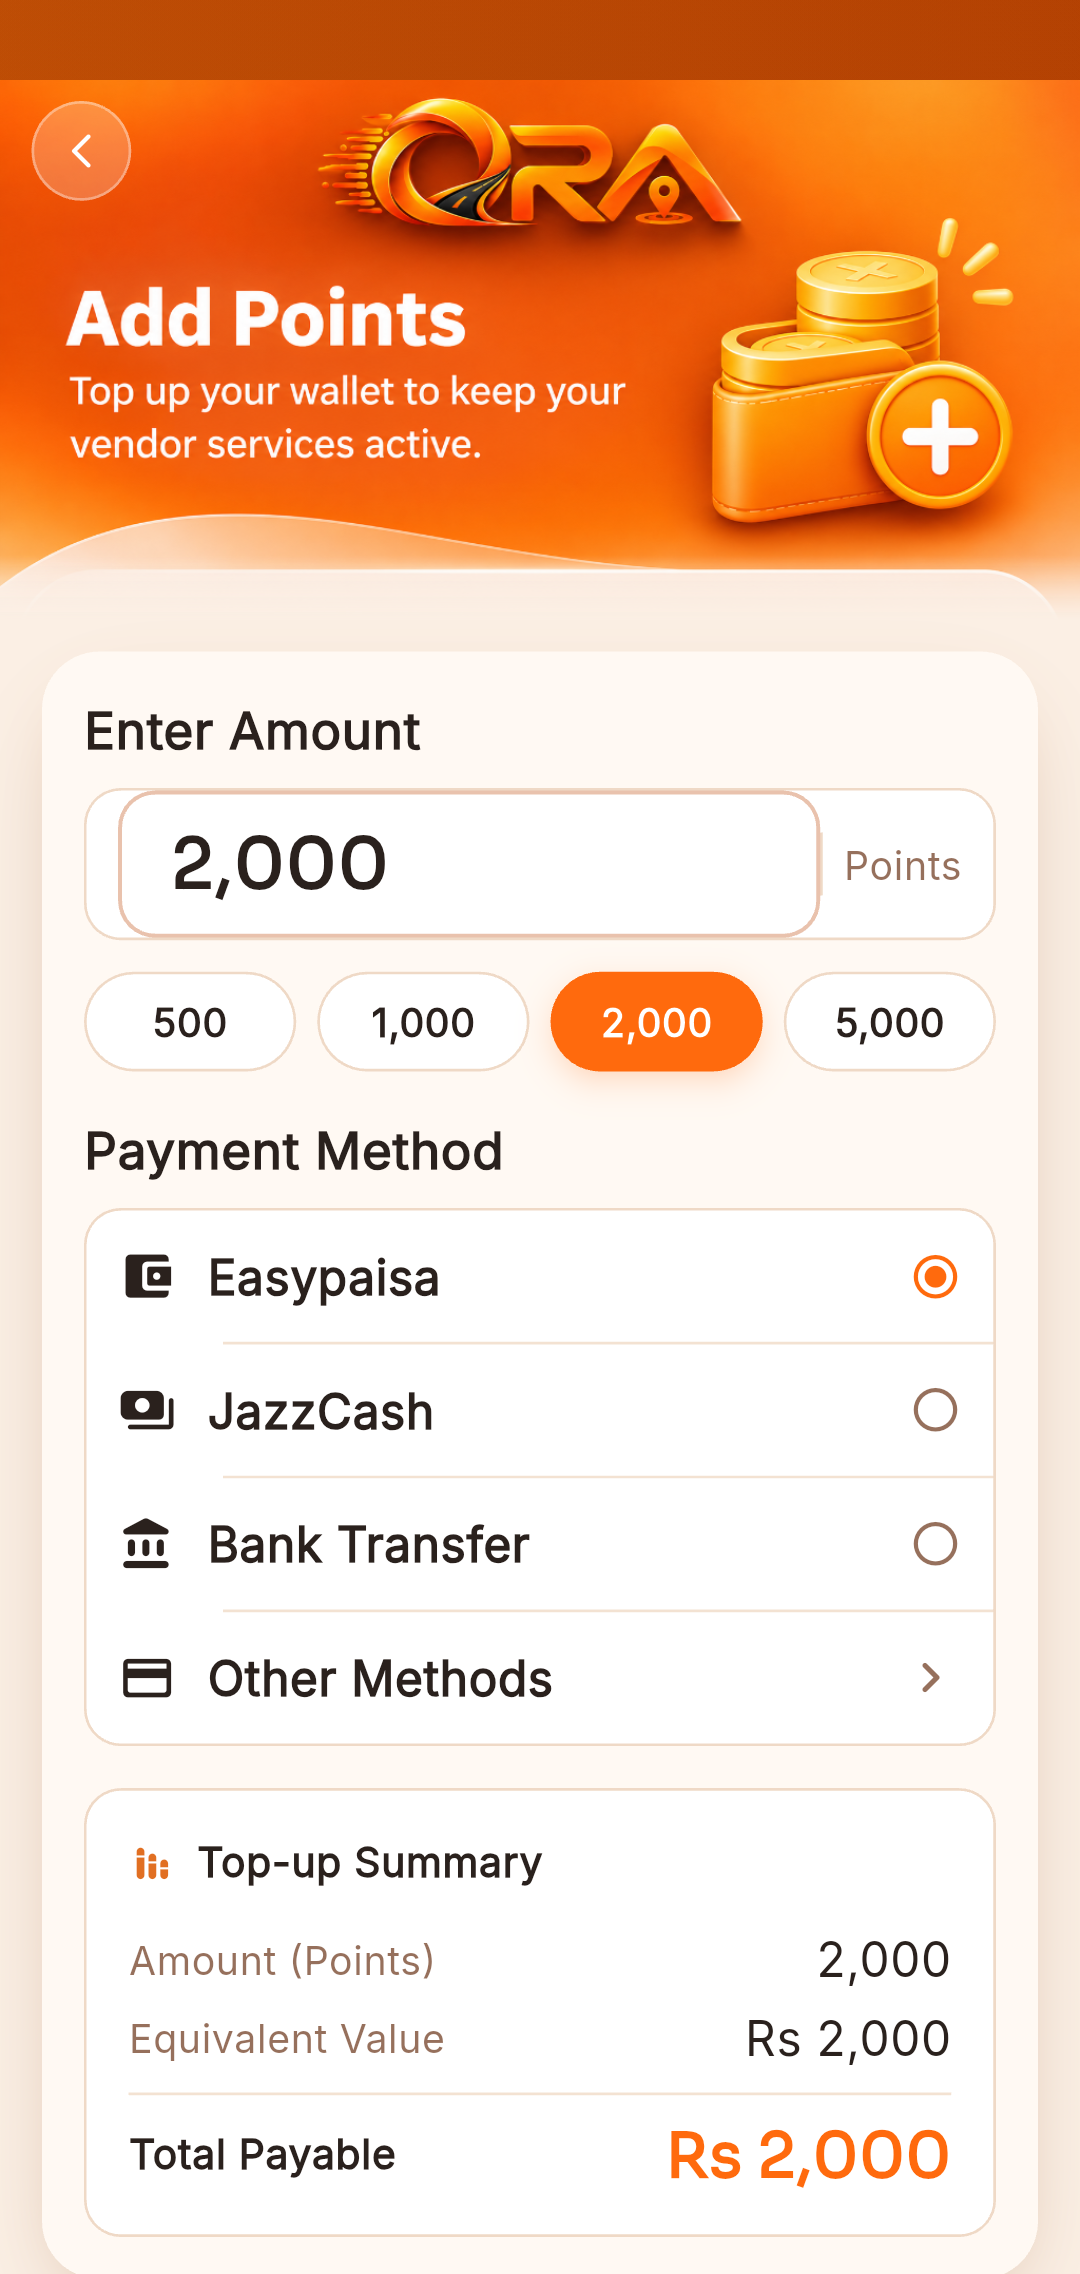 ORA
Add Points
Top up your wallet to keep your
vendor services active.
Enter Amount
2,000
Points
500
1,000
2,000
5,000
Payment Method
Easypaisa
JazzCash
Bank Transfer
Other Methods
Top-up Summary
Amount (Points)
2,000
Equivalent Value
Rs 2,000
Total Payable
Rs 2,000